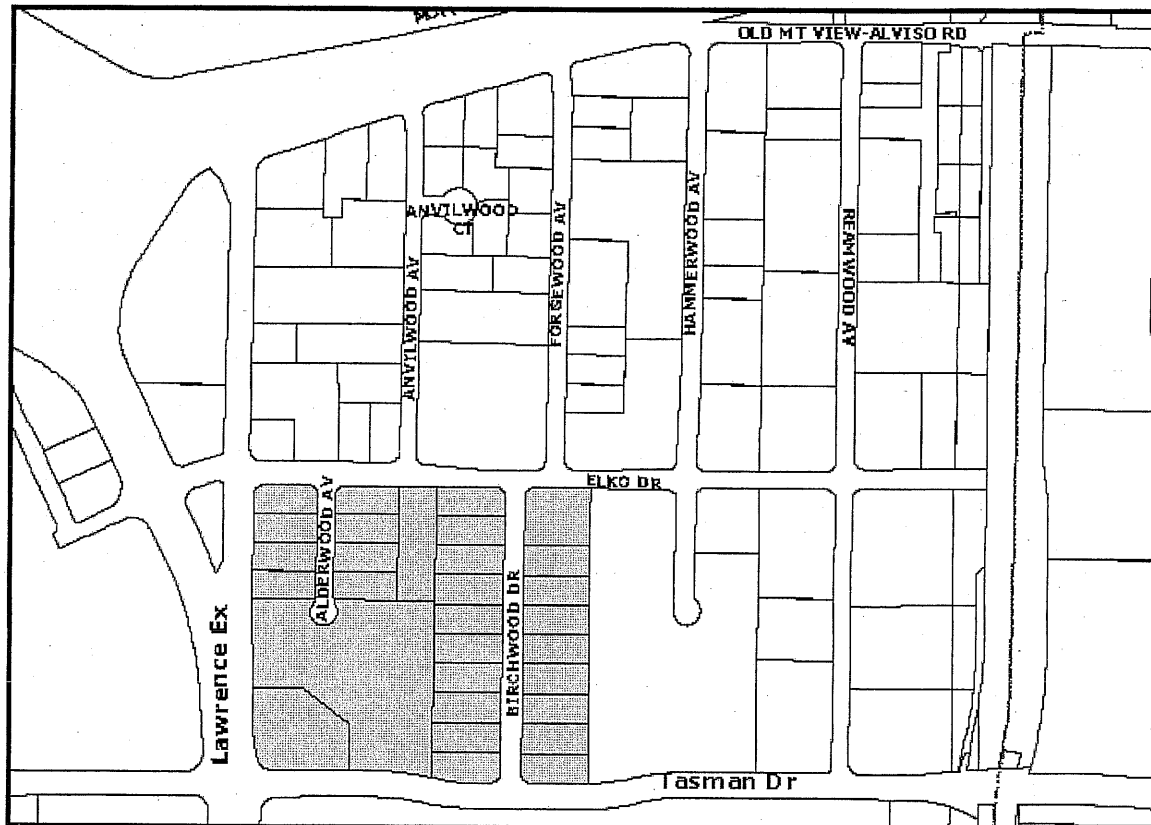 OLD MT VIEW-ALVISO RD
ANVILWOOD
CT
ANVILWOOD AV
FORGEWOOD AV
HAMMERWOOD AV
REAMWOOD AV
ELKO DR
ALDERWOOD AV
BIRCHWOOD DR
Lawrence Ex
Tasman Dr